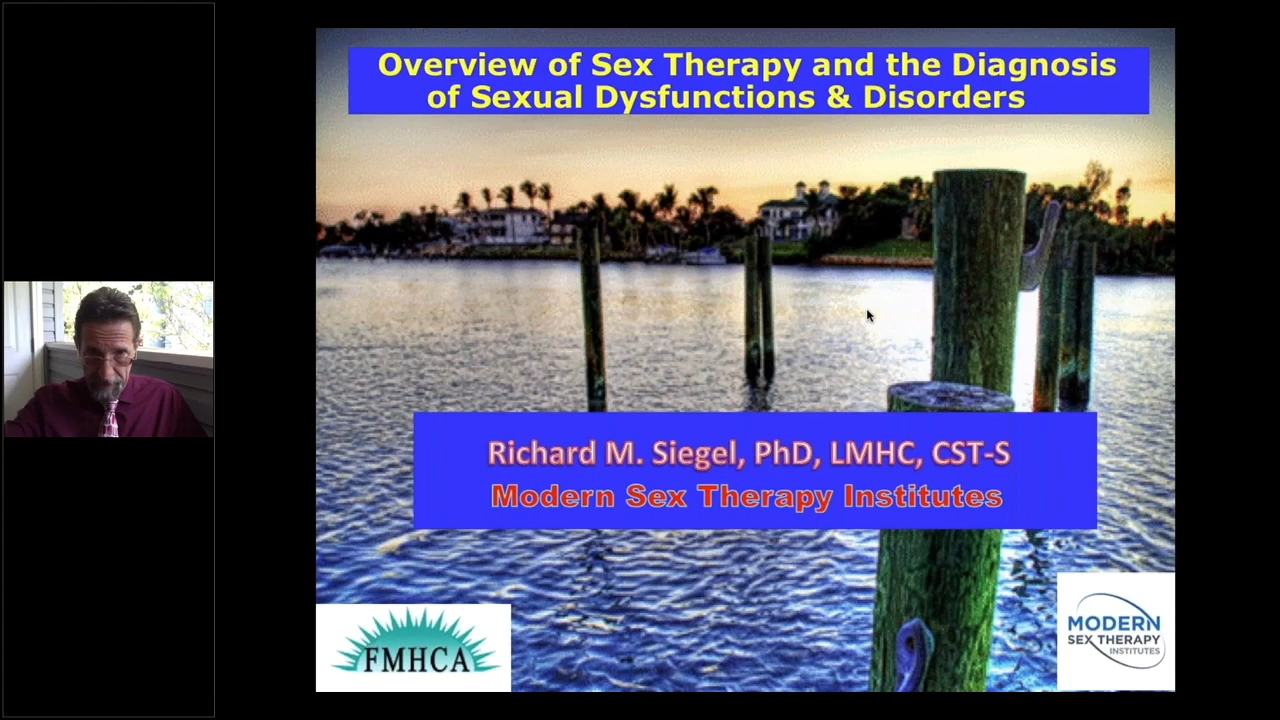 Overview of Sex Therapy and the Diagnosis
of Sexual Dysfunctions & Disorders
Richard M. Siegel, PhD, LMHC, CST-S
Modern Sex Therapy Institutes
FMHCA
MODERN
SEX THERAPY
INSTITUTES